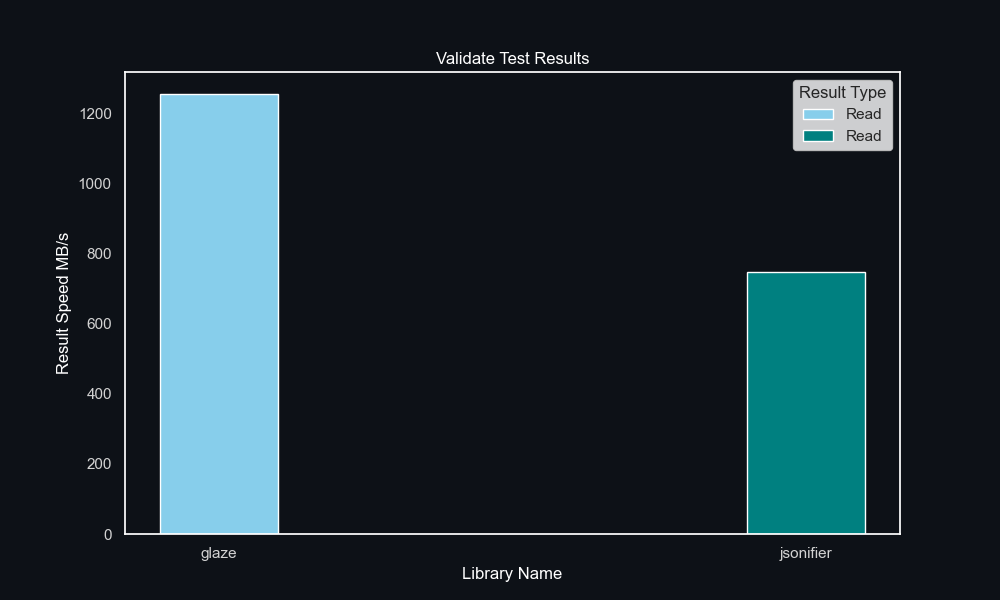 Validate Test Results
Result Type
Read
Read
1200
1000
800
600
400
200
0
Result Speed MB/s
glaze
jsonifier
Library Name